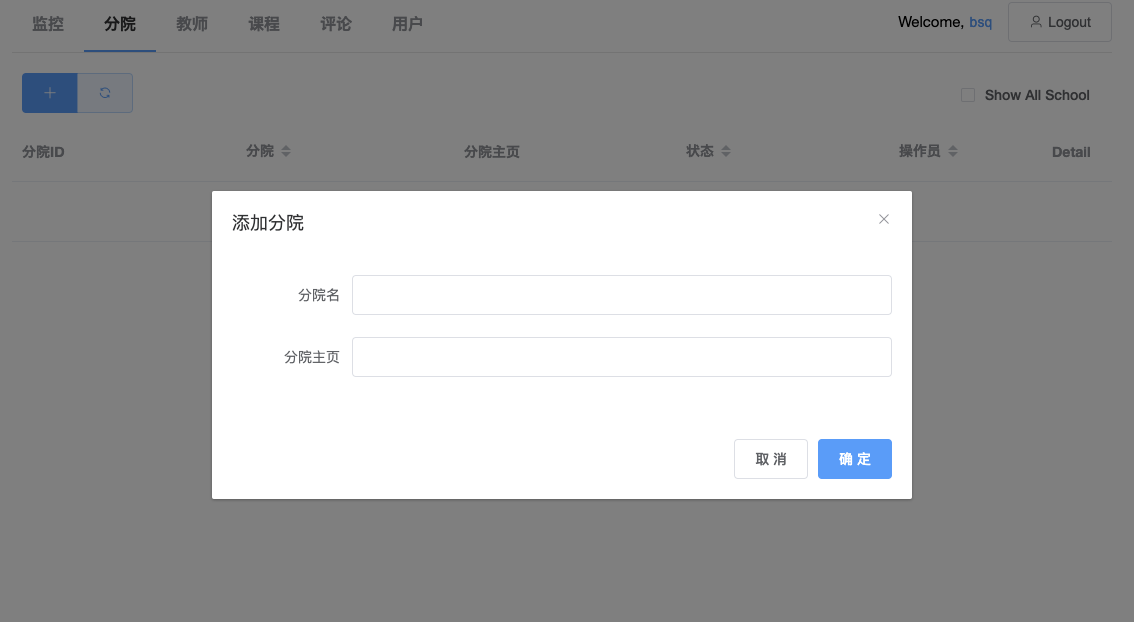 监控 分院 教师 课程 评论 用户 Welcome, bsq Logout
Show All School
分院ID 分院 分院主页 状态 操作员 Detail
添加分院
分院名
分院主页
取 消 确 定